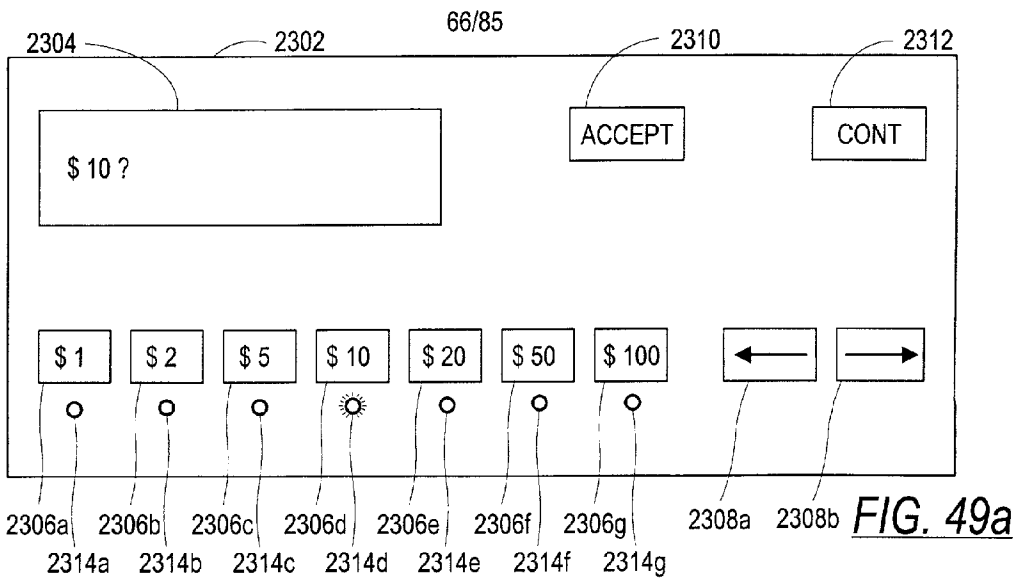 66/85
2304 2302 2310 2312
ACCEPT CONT
$ 10 ?
$ 1 $ 2 $ 5 $ 10 $ 20 $ 50 $ 100
2306a 2306b 2306c 2306d 2306e 2306f 2306g 2308a 2308b FIG. 49a
2314a 2314b 2314c 2314d 2314e 2314f 2314g